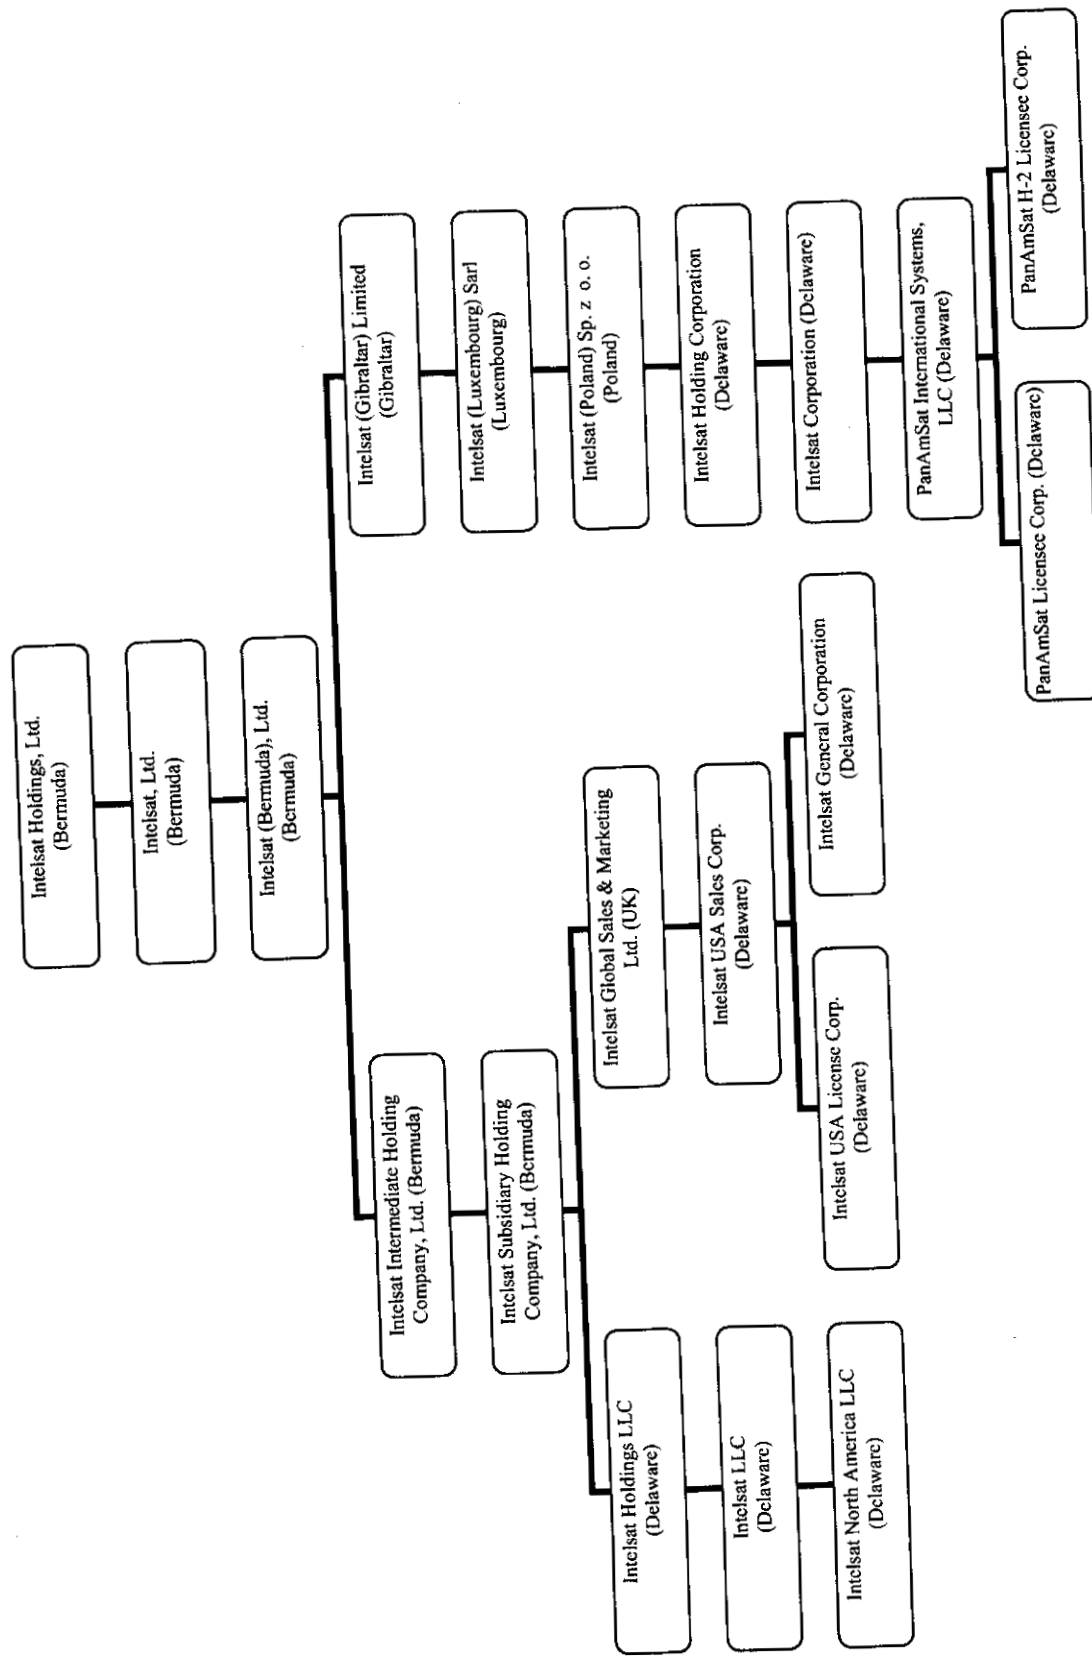 Intelsat Holdings, Ltd.
(Bermuda)
Intelsat, Ltd.
(Bermuda)
Intelsat (Bermuda), Ltd.
(Bermuda)
Intelsat Intermediate Holding
Company, Ltd. (Bermuda)
Intelsat Subsidiary Holding
Company, Ltd. (Bermuda)
Intelsat Holdings LLC
(Delaware)
Intelsat LLC
(Delaware)
Intelsat North America LLC
(Delaware)
Intelsat Global Sales & Marketing
Ltd. (UK)
Intelsat USA Sales Corp.
(Delaware)
Intelsat USA License Corp.
(Delaware)
Intelsat General Corporation
(Delaware)
Intelsat (Gibraltar) Limited
(Gibraltar)
Intelsat (Luxembourg) Sarl
(Luxembourg)
Intelsat (Poland) Sp. z o. o.
(Poland)
Intelsat Holding Corporation
(Delaware)
Intelsat Corporation (Delaware)
PanAmSat International Systems,
LLC (Delaware)
PanAmSat Licensee Corp. (Delaware)
PanAmSat H-2 Licensee Corp.
(Delaware)